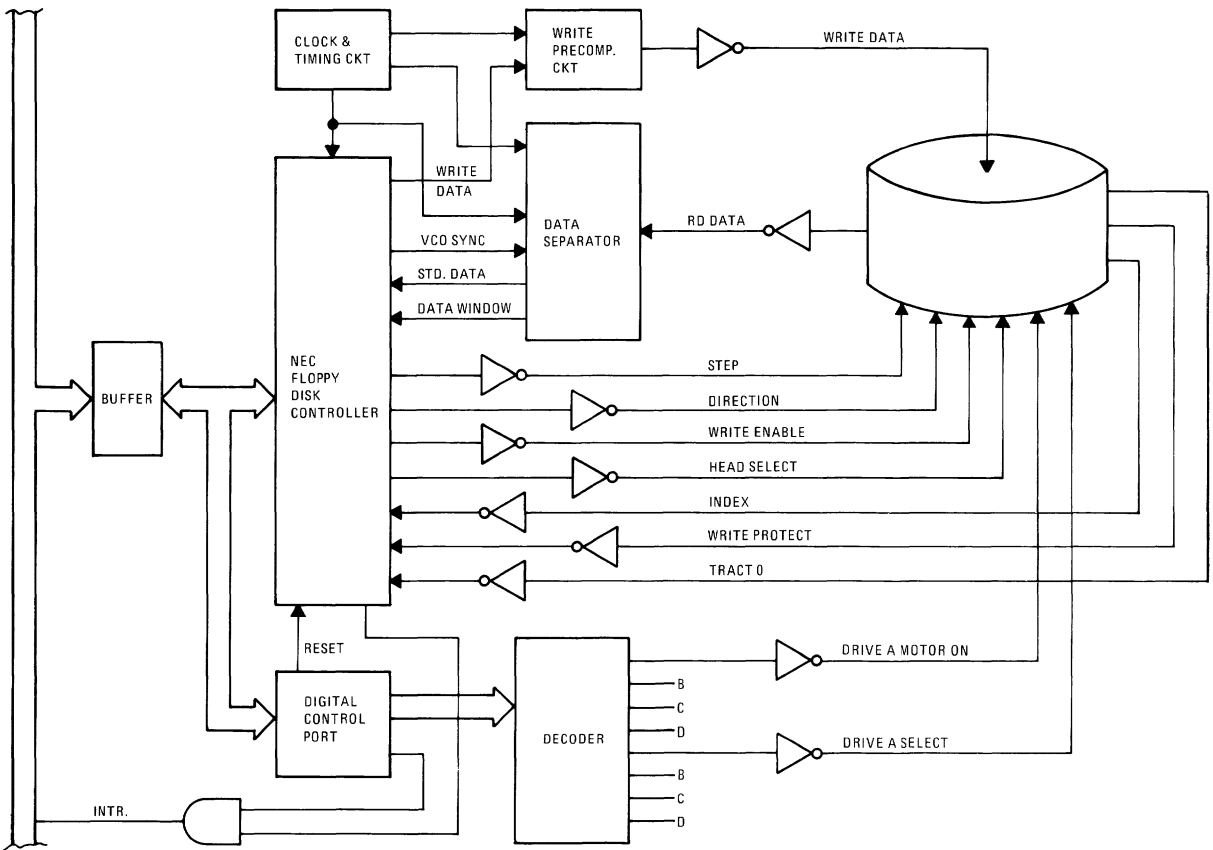 CLOCK &
TIMING CKT
WRITE
PRECOMP.
CKT
WRITE DATA
WRITE
DATA
DATA
SEPARATOR
RD DATA
VCO SYNC
STD. DATA
DATA WINDOW
NEC
FLOPPY
DISK
CONTROLLER
BUFFER
STEP
DIRECTION
WRITE ENABLE
HEAD SELECT
INDEX
WRITE PROTECT
TRACT 0
RESET
DIGITAL
CONTROL
PORT
DECODER
DRIVE A MOTOR ON
B
C
D
DRIVE A SELECT
B
C
D
INTR.